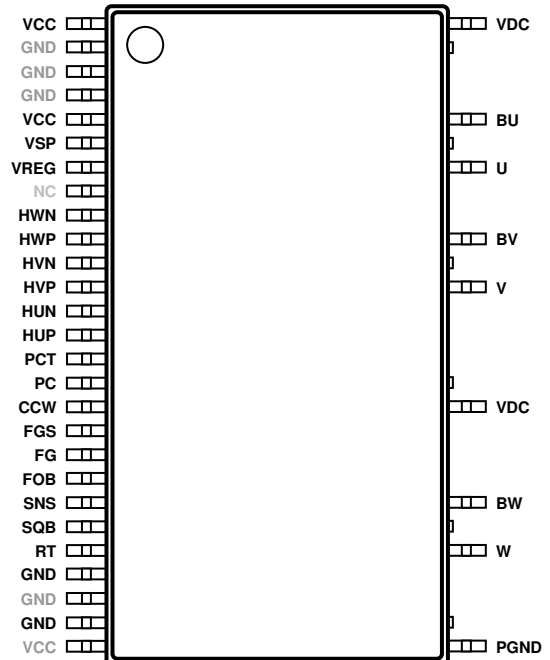 VCC
GND
GND
GND
VCC
VSP
VREG
NC
HWN
HWP
HVN
HVP
HUN
HUP
PCT
PC
CCW
FGS
FG
FOB
SNS
SQB
RT
GND
GND
GND
VCC
VDC
BU
U
BV
V
VDC
BW
W
PGND